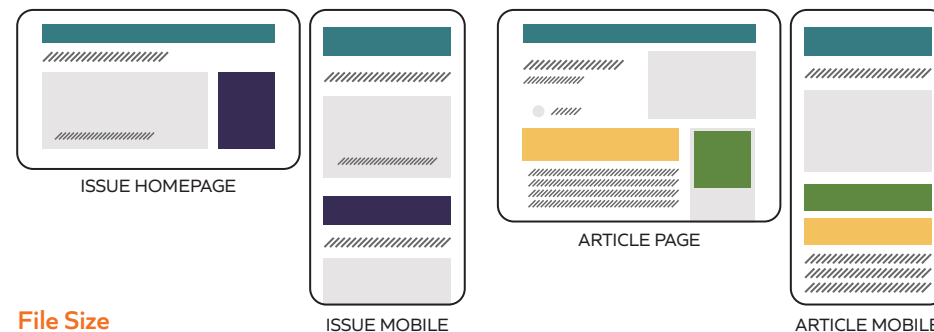 ISSUE HOMEPAGE
ARTICLE PAGE
File Size
ISSUE MOBILE
ARTICLE MOBILE